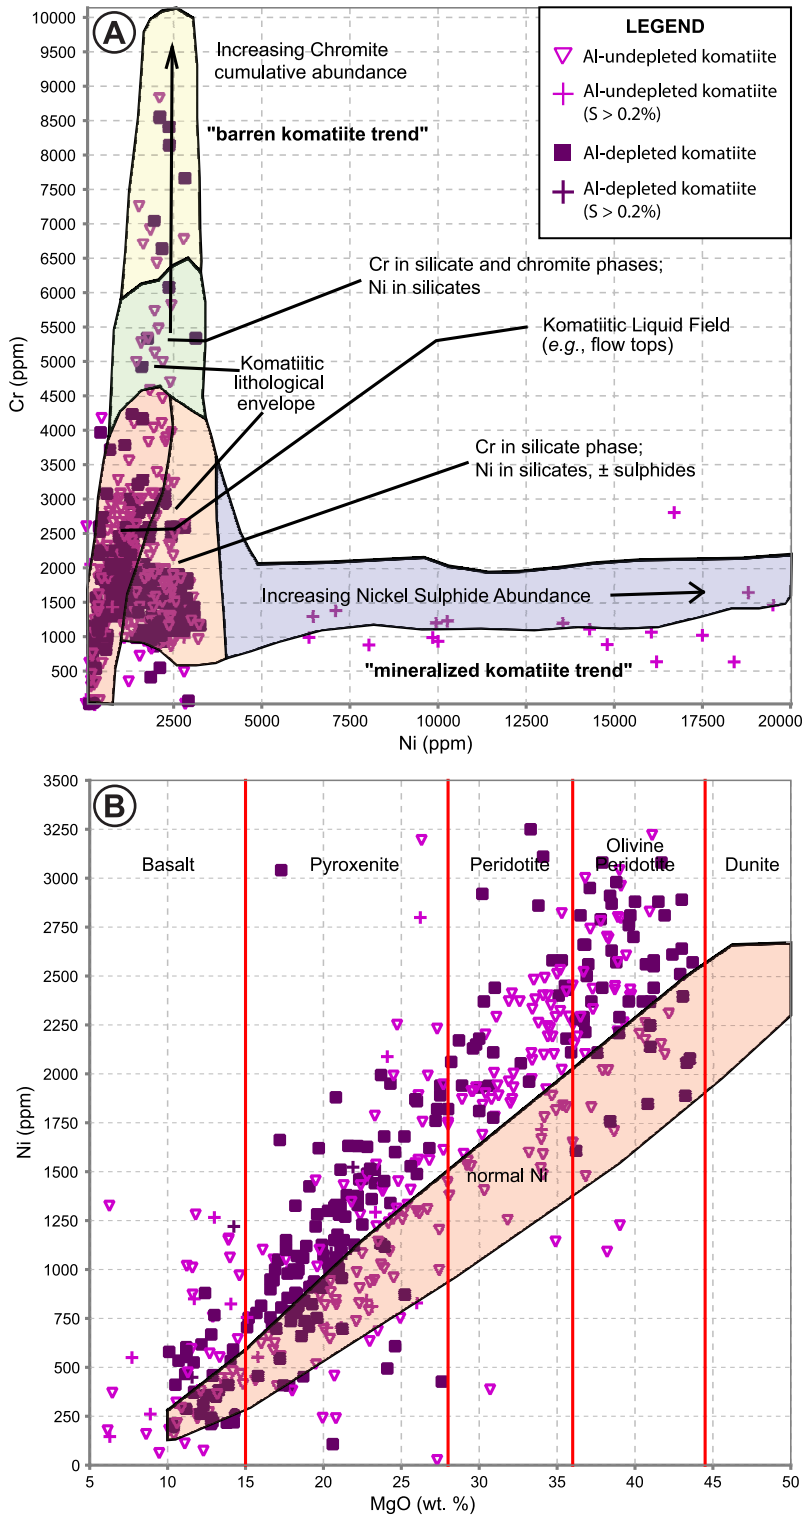 A
LEGEND
Al-undepleted komatiite
Al-undepleted komatiite
(S > 0.2%)
Al-depleted komatiite
Al-depleted komatiite
(S > 0.2%)
Increasing Chromite
cumulative abundance
"barren komatiite trend"
Cr in silicate and chromite phases;
Ni in silicates
Komatiitic Liquid Field
(e.g., flow tops)
Komatiitic
lithological
envelope
Cr in silicate phase;
Ni in silicates, ± sulphides
Increasing Nickel Sulphide Abundance
"mineralized komatiite trend"
Cr (ppm)
10000
9500
9000
8500
8000
7500
7000
6500
6000
5500
5000
4500
4000
3500
3000
2500
2000
1500
1000
500
2500
5000
7500
10000
12500
15000
17500
20000
Ni (ppm)
B
Basalt
Pyroxenite
Peridotite
Olivine
Peridotite
Dunite
normal Ni
Ni (ppm)
3500
3250
3000
2750
2500
2250
2000
1750
1500
1250
1000
750
500
250
0
5
10
15
20
25
30
35
40
45
50
MgO (wt. %)